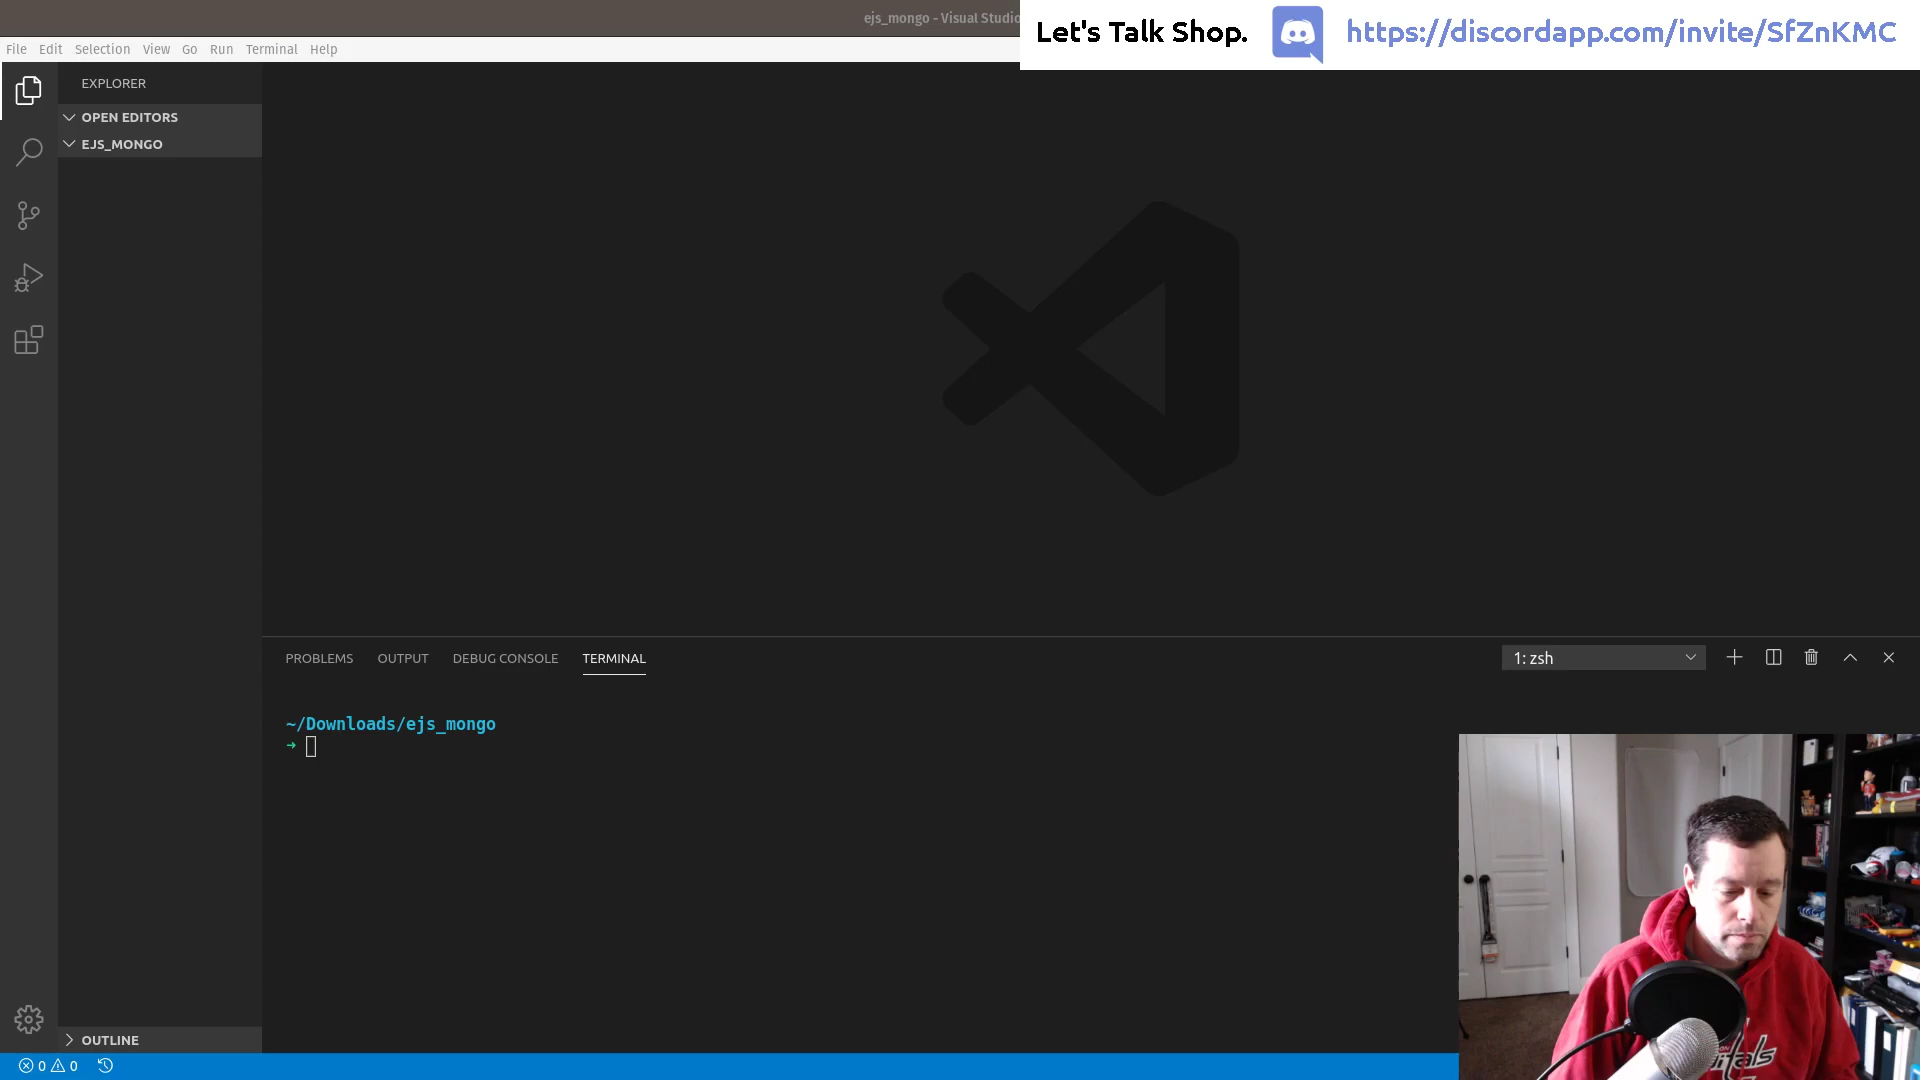 ejs_mongo - Visual Studio
Let's Talk Shop.
https://discordapp.com/invite/SfZnKMC
File Edit Selection View Go Run Terminal Help
EXPLORER
OPEN EDITORS
EJS_MONGO
PROBLEMS OUTPUT DEBUG CONSOLE TERMINAL
1: zsh
~/Downloads/ejs_mongo
➜
OUTLINE
0 0